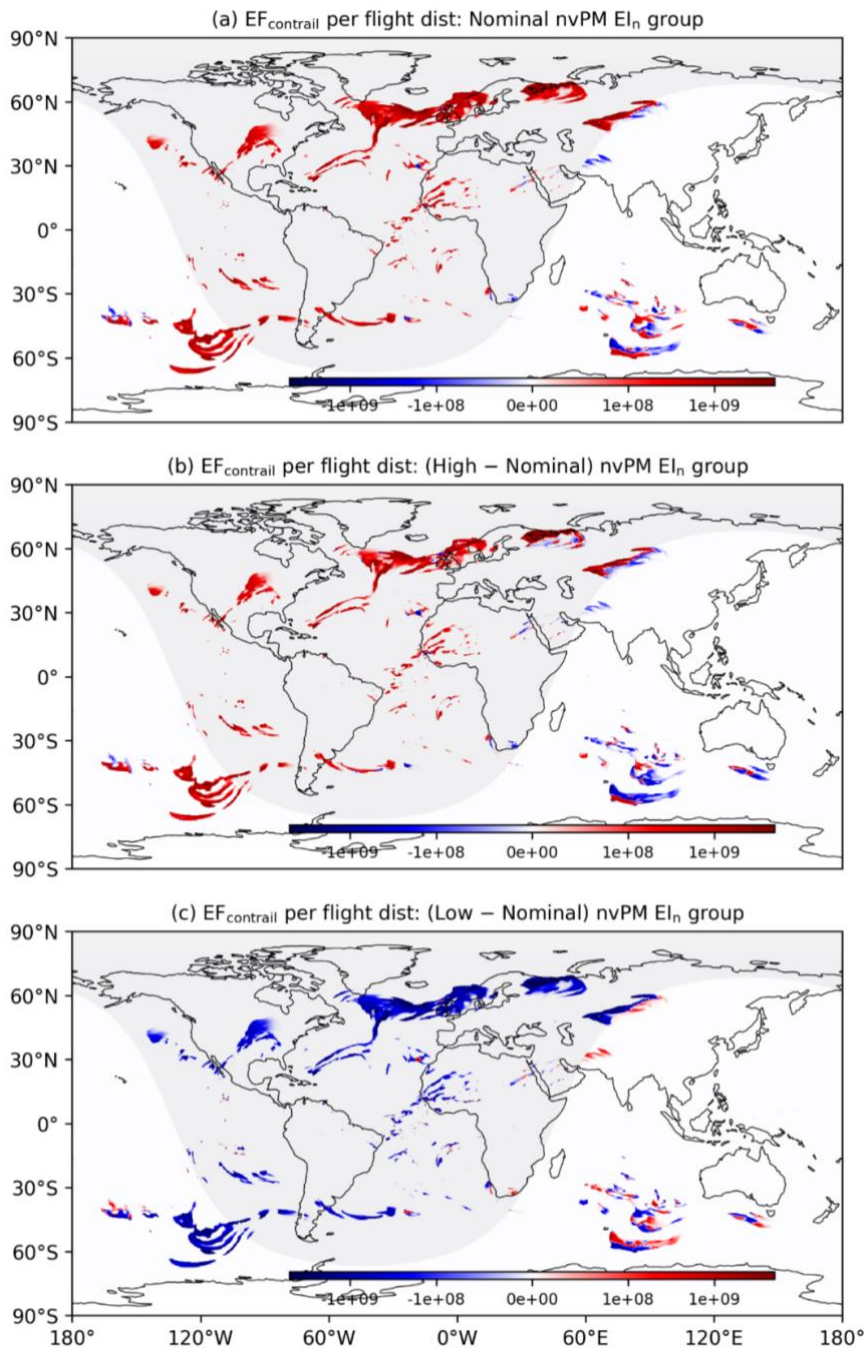 (a) EFcontrail per flight dist: Nominal nvPM EIn group
90°N
60°N
30°N
0°
30°S
60°S
90°S
-1e+09 -1e+08 0e+00 1e+08 1e+09
(b) EFcontrail per flight dist: (High − Nominal) nvPM EIn group
90°N
60°N
30°N
0°
30°S
60°S
90°S
-1e+09 -1e+08 0e+00 1e+08 1e+09
(c) EFcontrail per flight dist: (Low − Nominal) nvPM EIn group
90°N
60°N
30°N
0°
30°S
60°S
90°S
-1e+09 -1e+08 0e+00 1e+08 1e+09
180° 120°W 60°W 0°W 60°E 120°E 180°